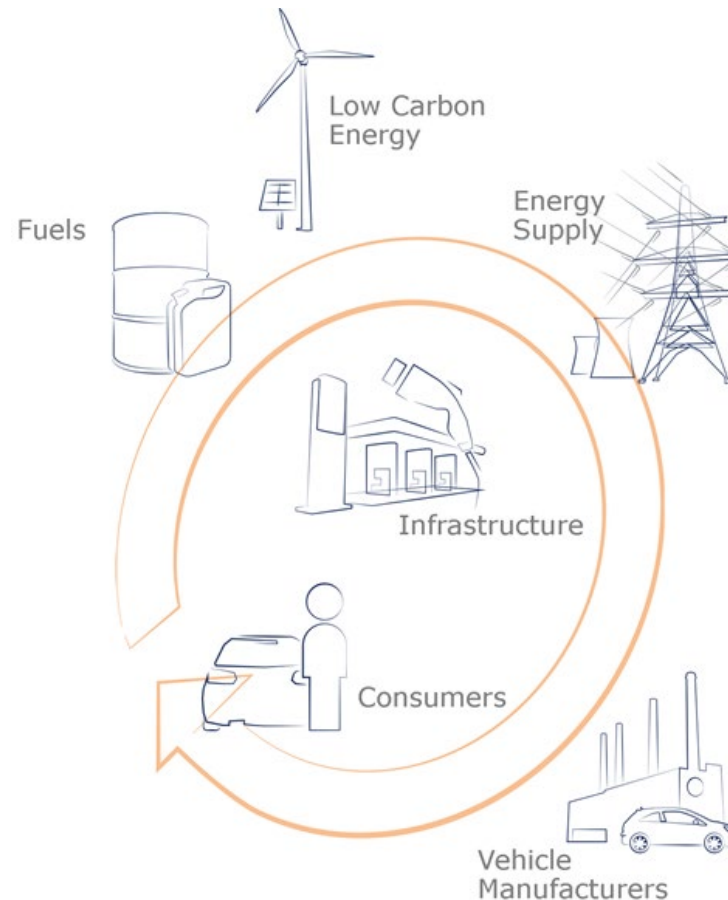 Low Carbon
Energy
Fuels
Energy
Supply
Infrastructure
Consumers
Vehicle
Manufacturers